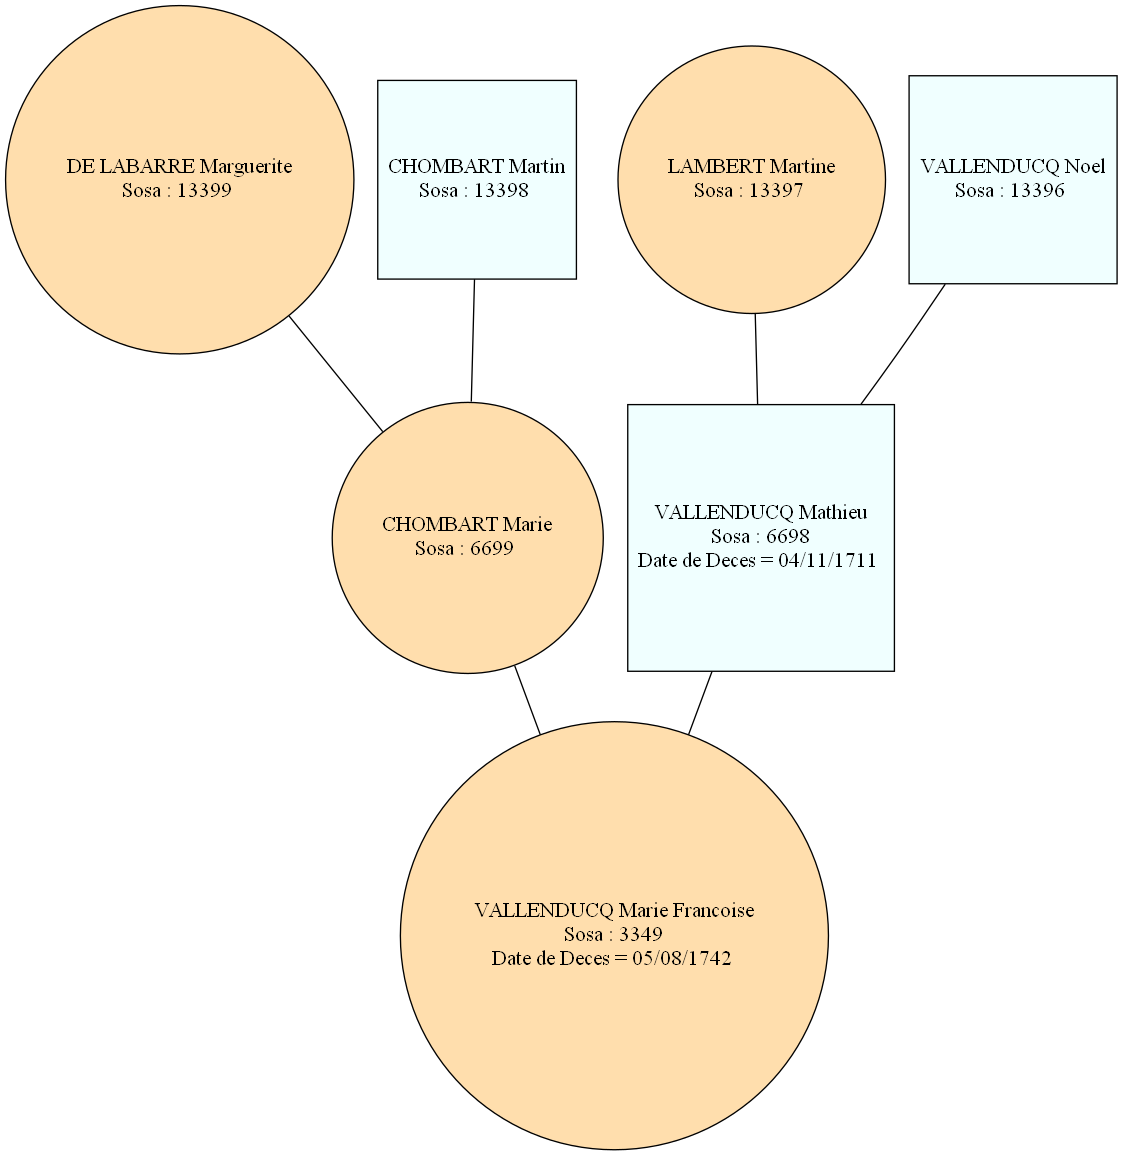 DE LABARRE Marguerite
Sosa : 13399
CHOMBART Martin
Sosa : 13398
LAMBERT Martine
Sosa : 13397
VALLENDUCQ Noel
Sosa : 13396
CHOMBART Marie
Sosa : 6699
VALLENDUCQ Mathieu
Sosa : 6698
Date de Deces = 04/11/1711
VALLENDUCQ Marie Francoise
Sosa : 3349
Date de Deces = 05/08/1742